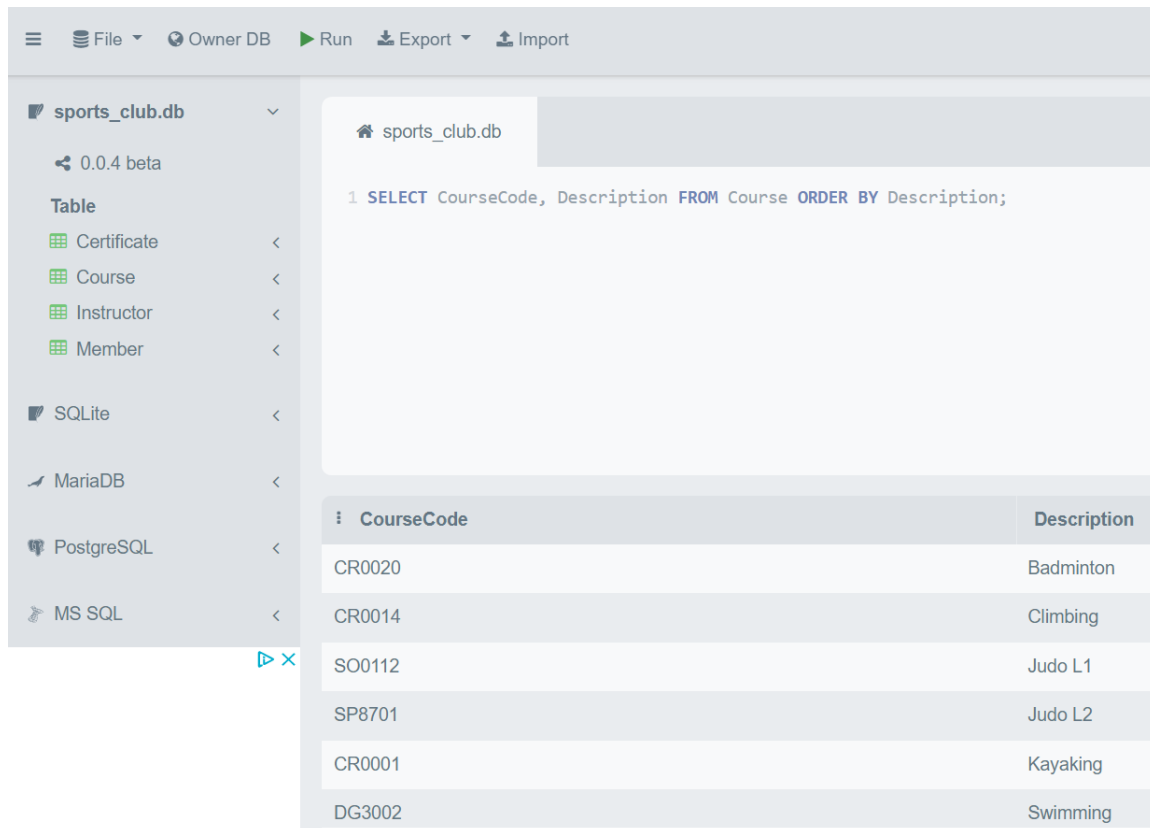 File Owner DB Run Export Import
sports_club.db
0.0.4 beta
Table
Certificate
Course
Instructor
Member
SQLite
MariaDB
PostgreSQL
MS SQL
sports_club.db
1 SELECT CourseCode, Description FROM Course ORDER BY Description;
CourseCode Description
CR0020 Badminton
CR0014 Climbing
SO0112 Judo L1
SP8701 Judo L2
CR0001 Kayaking
DG3002 Swimming